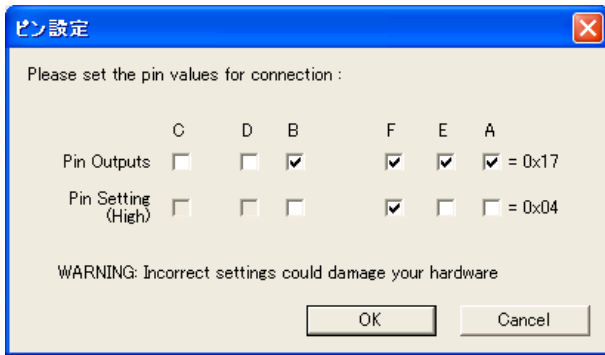 ピン設定
Please set the pin values for connection :
C D B F E A
Pin Outputs = 0x17
Pin Setting
(High) = 0x04
WARNING: Incorrect settings could damage your hardware
OK Cancel